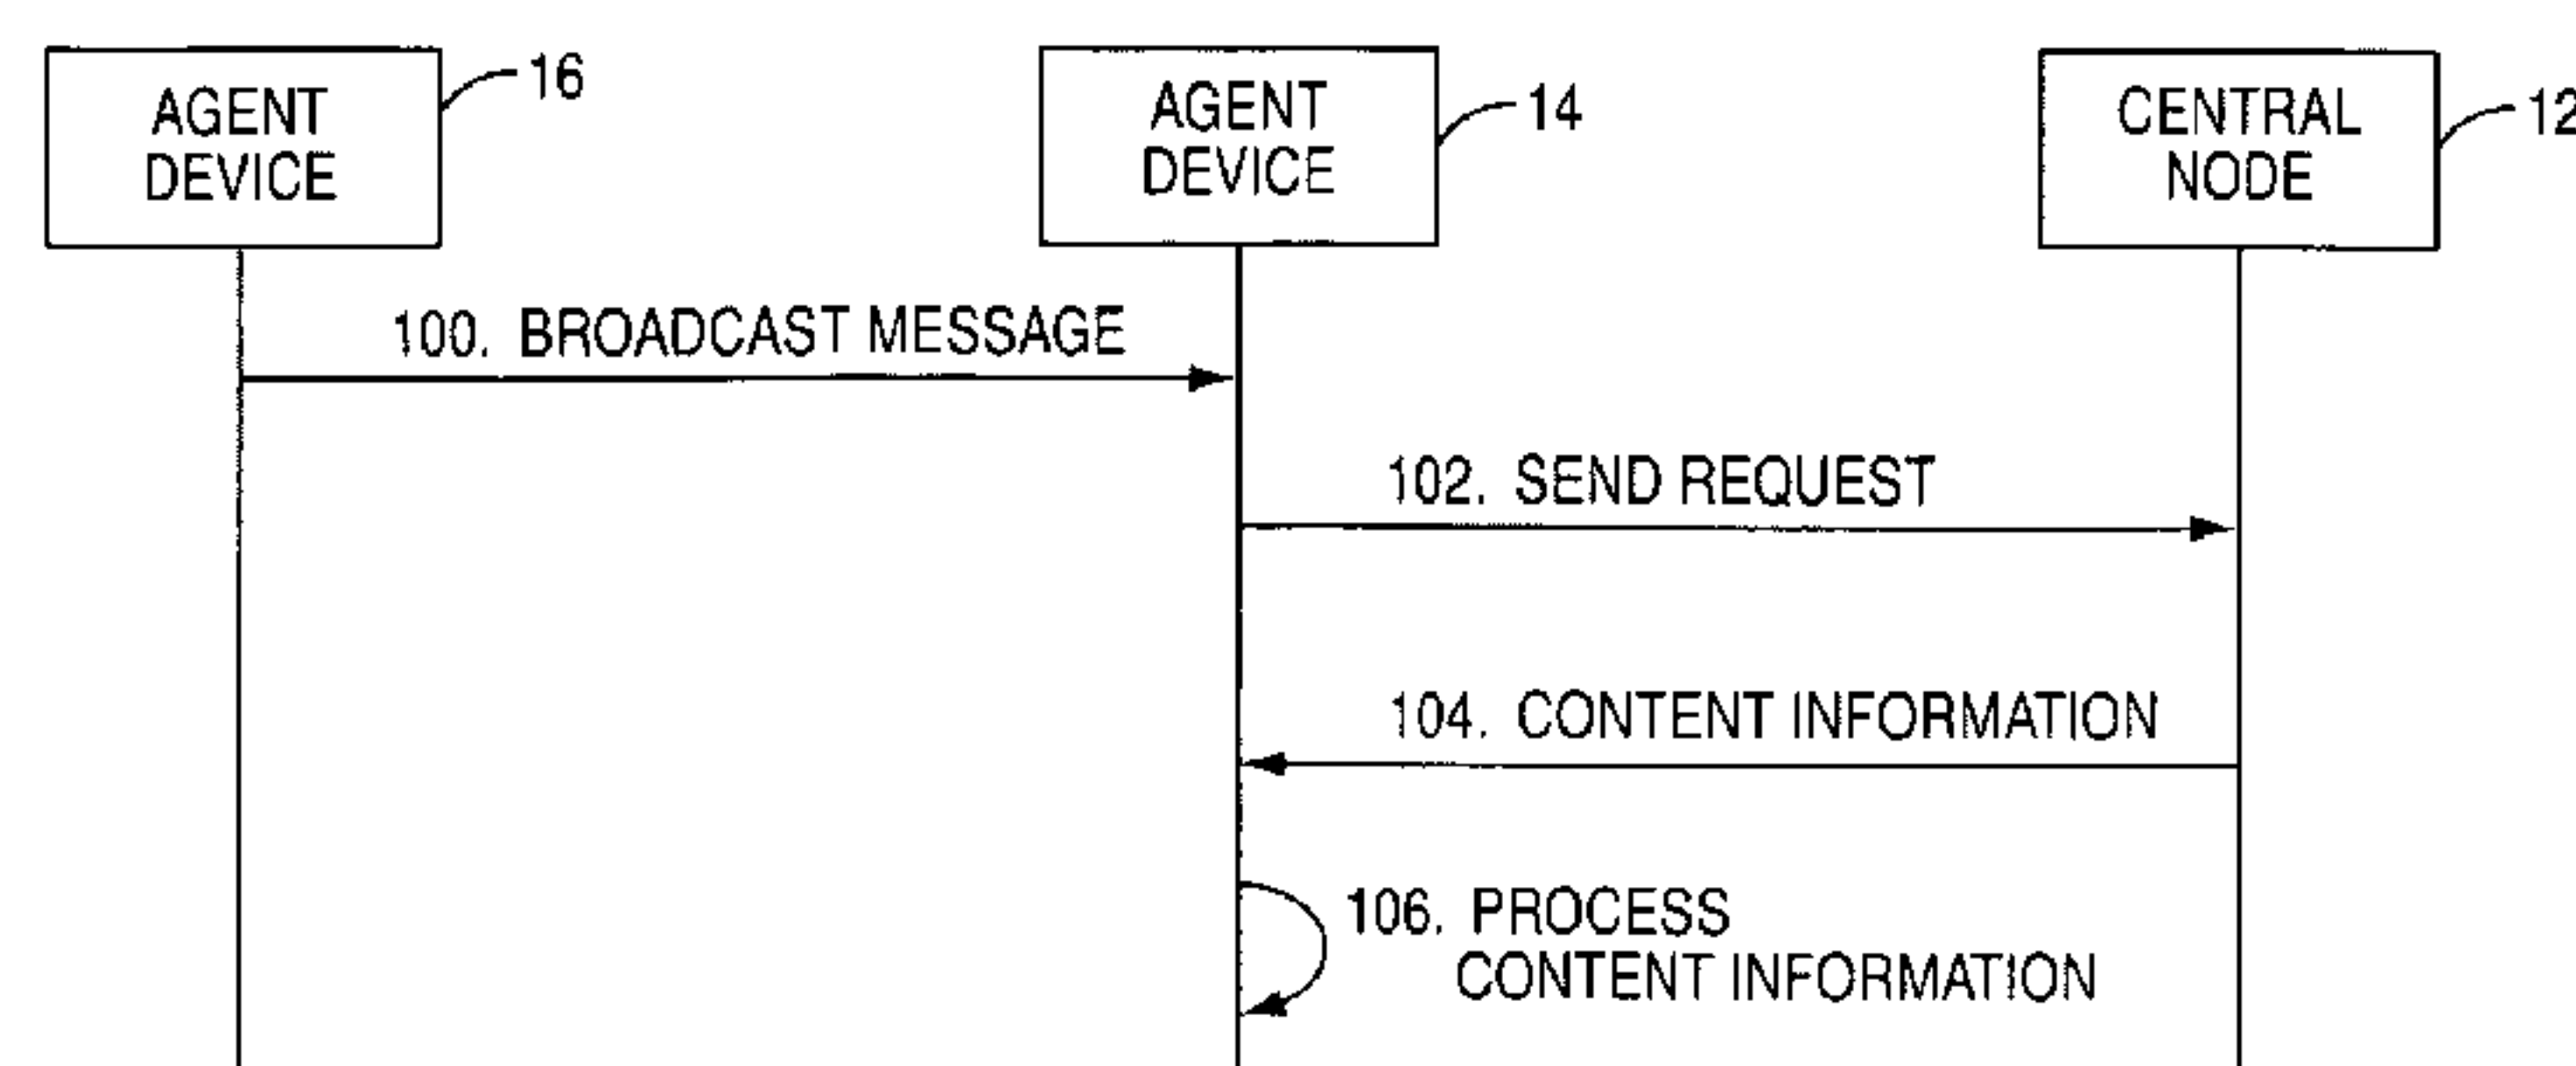 AGENT
DEVICE
16
AGENT
DEVICE
14
CENTRAL
NODE
12
100. BROADCAST MESSAGE
102. SEND REQUEST
104. CONTENT INFORMATION
106. PROCESS
CONTENT INFORMATION